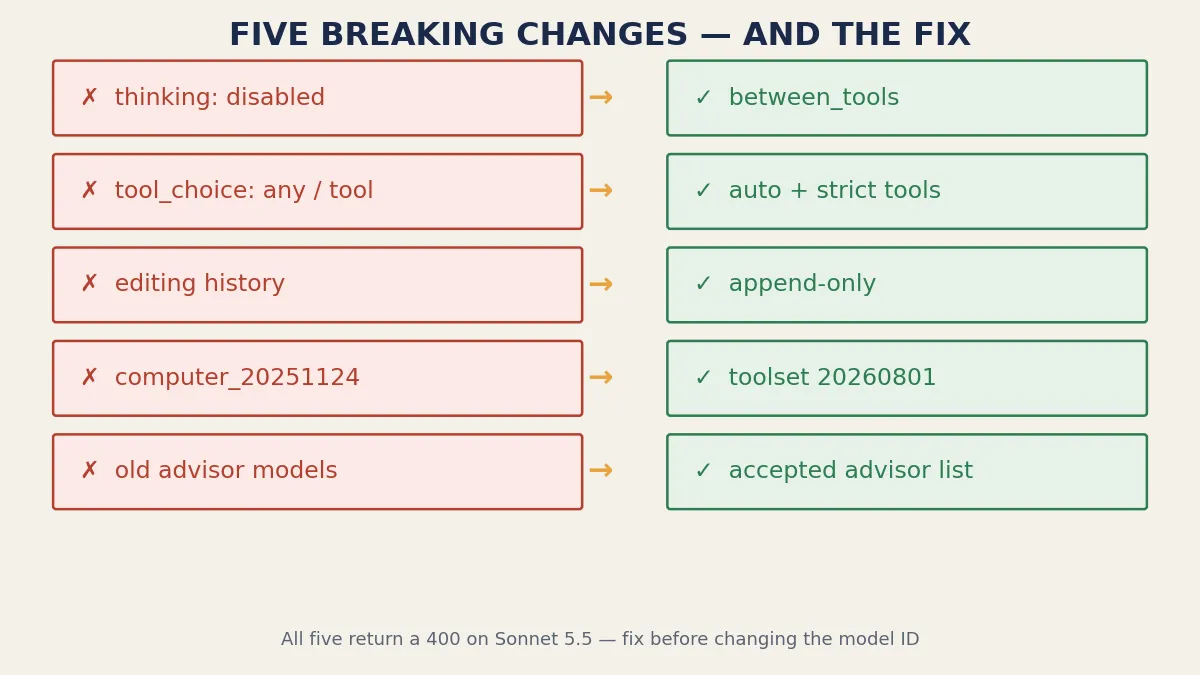 FIVE BREAKING CHANGES — AND THE FIX
✗ thinking: disabled → ✓ between_tools
✗ tool_choice: any / tool → ✓ auto + strict tools
✗ editing history → ✓ append-only
✗ computer_20251124 → ✓ toolset 20260801
✗ old advisor models → ✓ accepted advisor list
All five return a 400 on Sonnet 5.5 — fix before changing the model ID